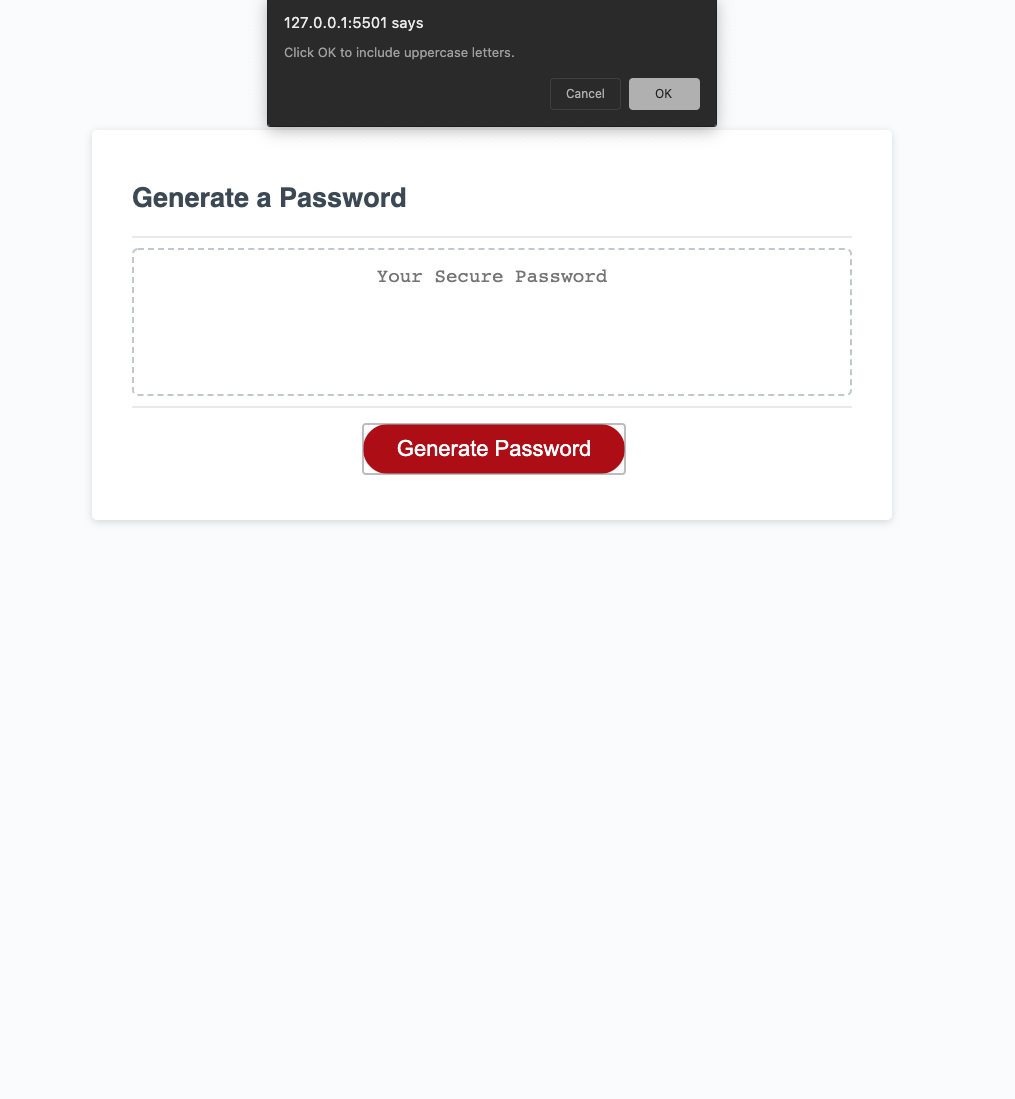 127.0.0.1:5501 says
Click OK to include uppercase letters.
Cancel OK
Generate a Password
Your Secure Password
Generate Password